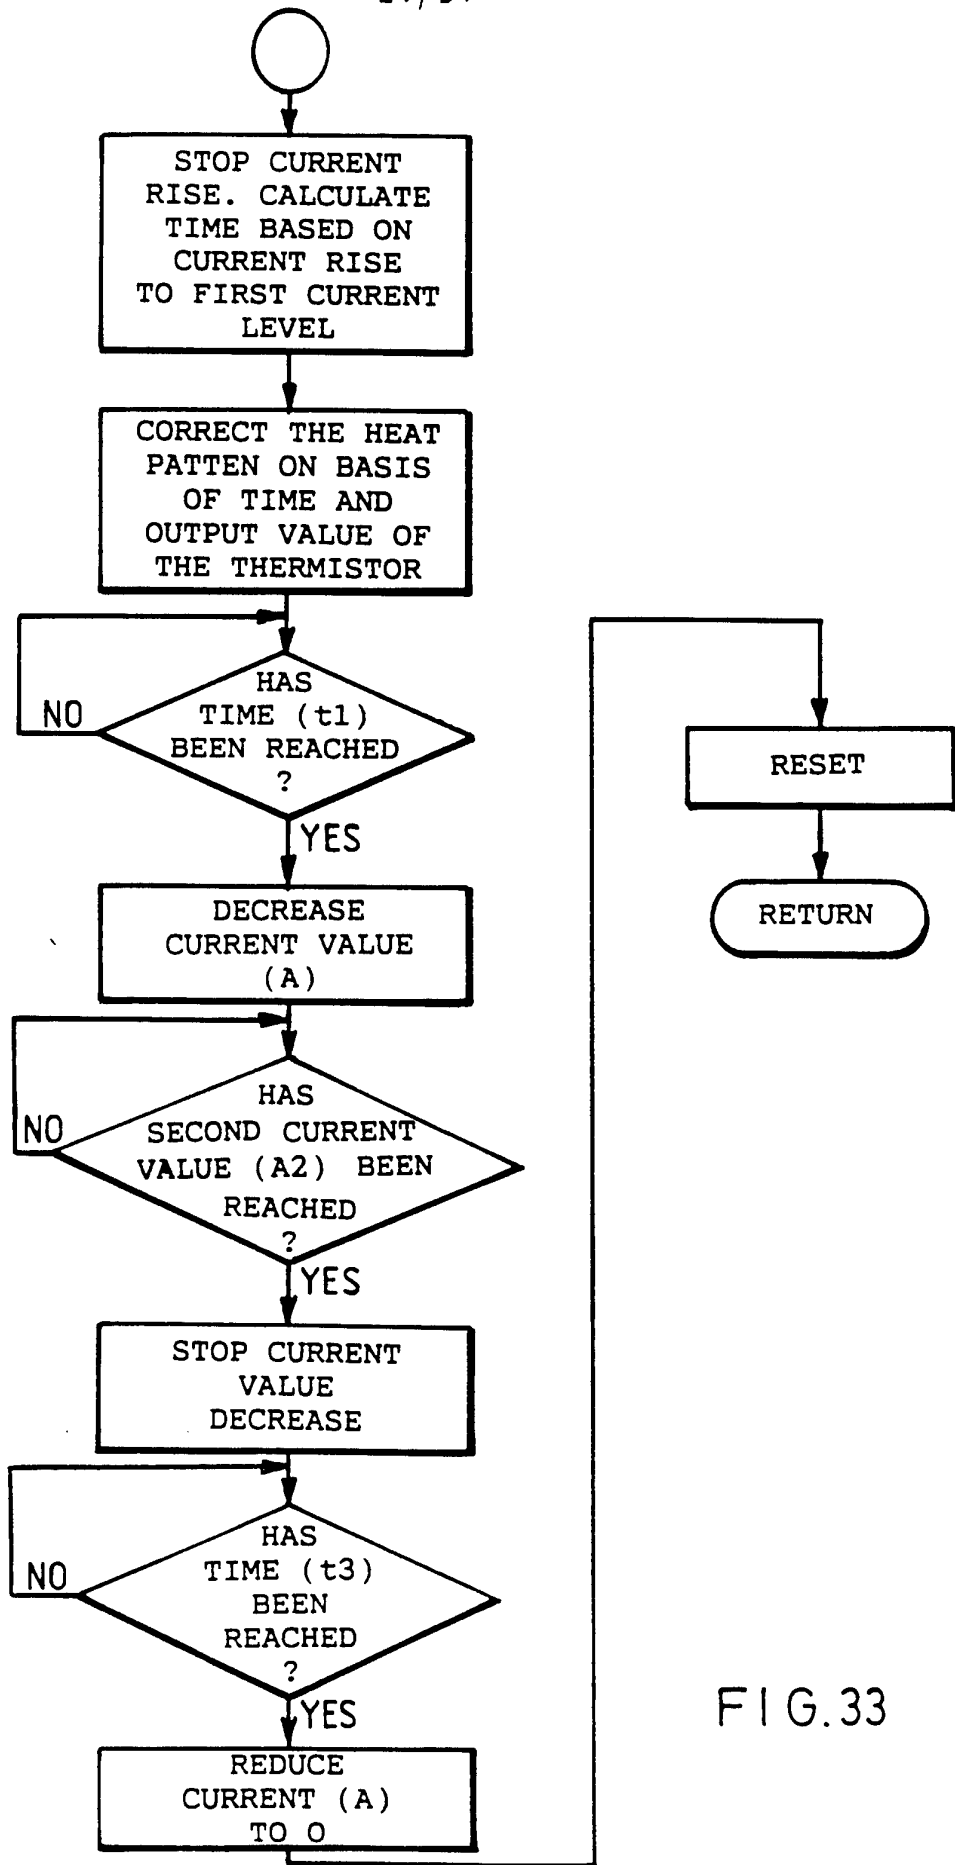 STOP CURRENT
RISE. CALCULATE
TIME BASED ON
CURRENT RISE
TO FIRST CURRENT
LEVEL
CORRECT THE HEAT
PATTEN ON BASIS
OF TIME AND
OUTPUT VALUE OF
THE THERMISTOR
HAS
TIME (t1)
BEEN REACHED
?
NO
YES
DECREASE
CURRENT VALUE
(A)
HAS
SECOND CURRENT
VALUE (A2) BEEN
REACHED
?
NO
YES
STOP CURRENT
VALUE
DECREASE
HAS
TIME (t3)
BEEN
REACHED
?
NO
YES
REDUCE
CURRENT (A)
TO 0
RESET
RETURN
FIG.33